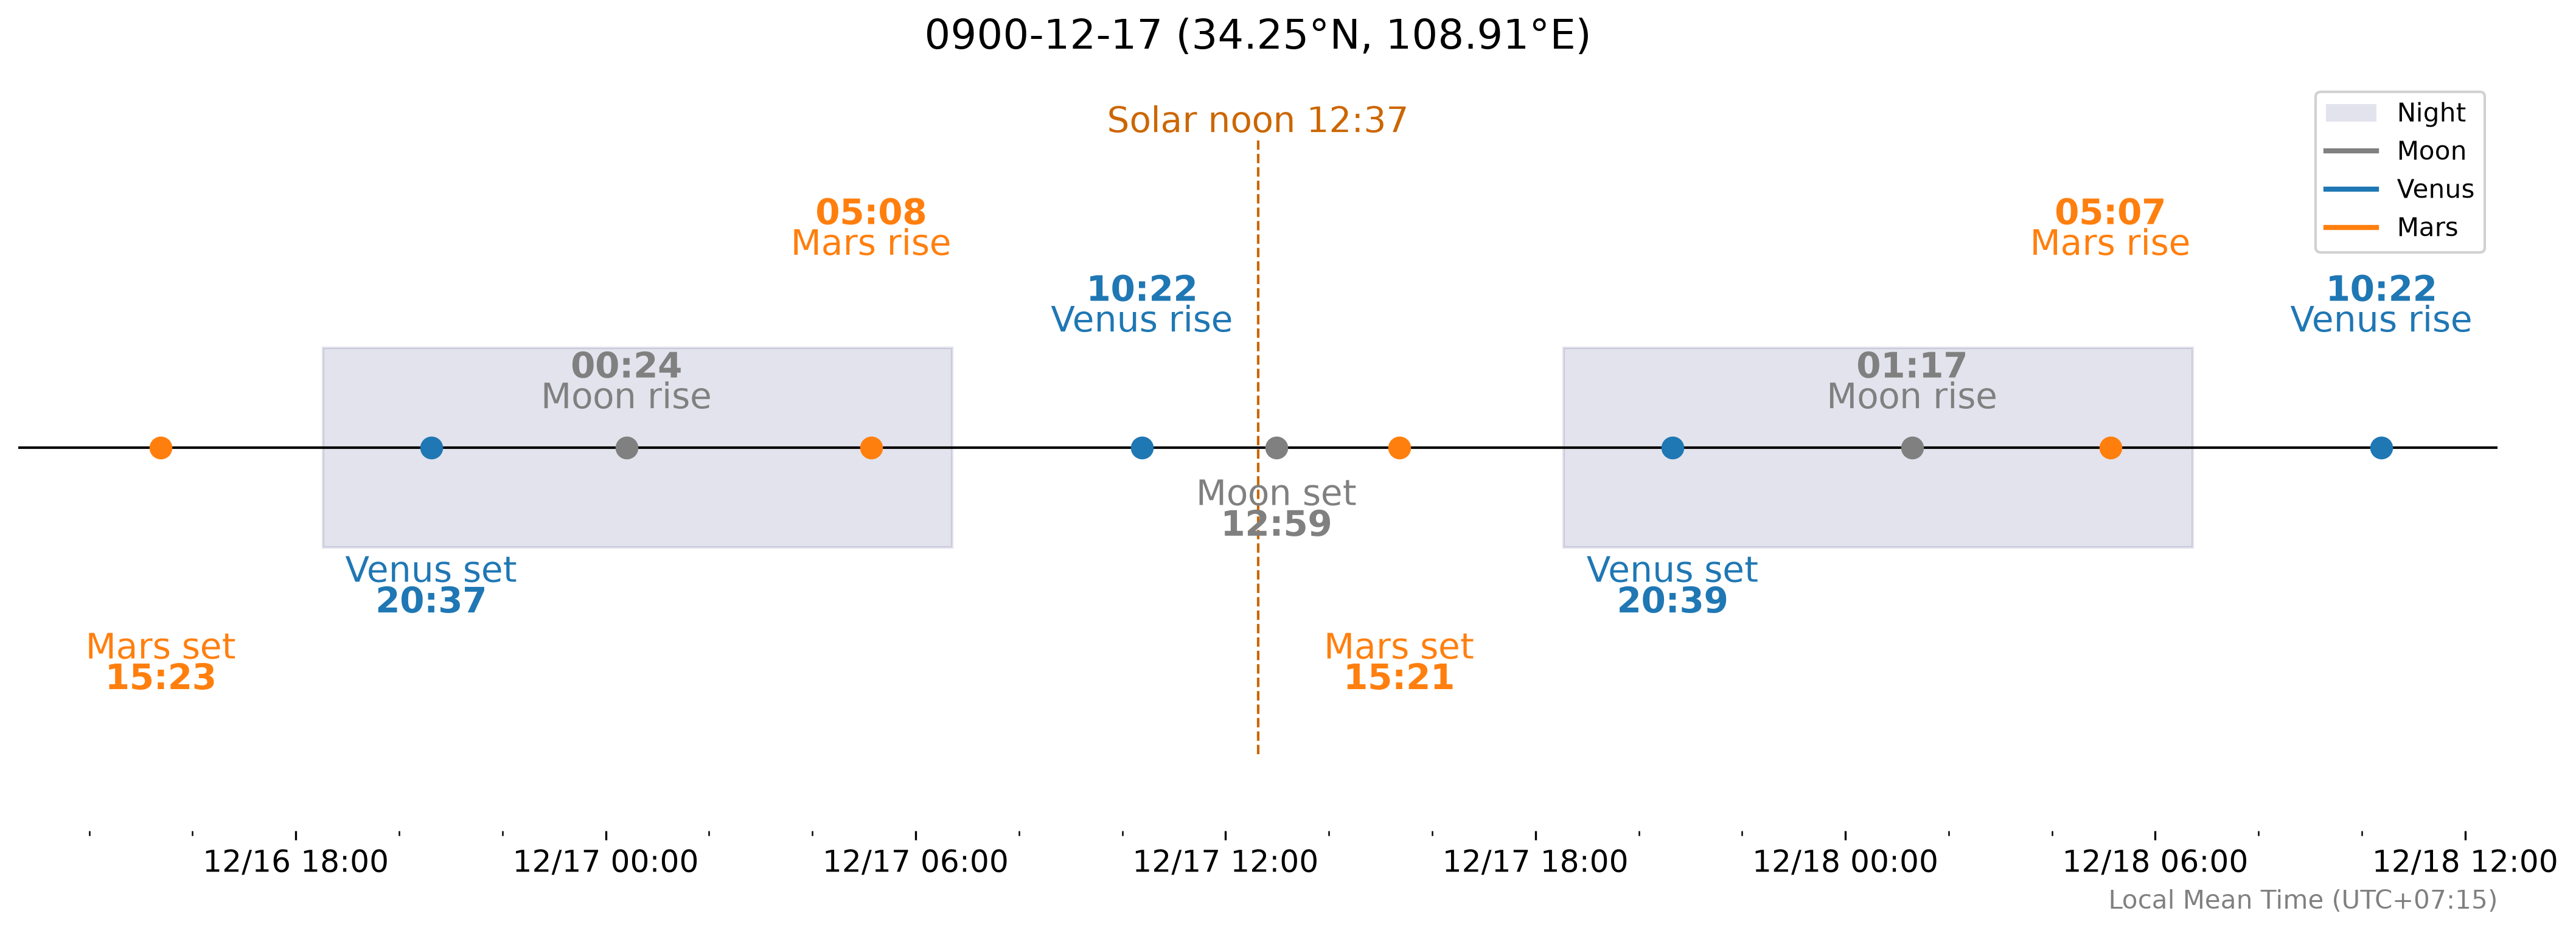 0900-12-17 (34.25°N, 108.91°E)
Solar noon 12:37
Night
Moon
Venus
Mars
05:08
Mars rise
05:07
Mars rise
10:22
Venus rise
10:22
Venus rise
00:24
Moon rise
01:17
Moon rise
Moon set
12:59
Venus set
20:37
Venus set
20:39
Mars set
15:23
Mars set
15:21
12/16 18:00
12/17 00:00
12/17 06:00
12/17 12:00
12/17 18:00
12/18 00:00
12/18 06:00
12/18 12:00
Local Mean Time (UTC+07:15)